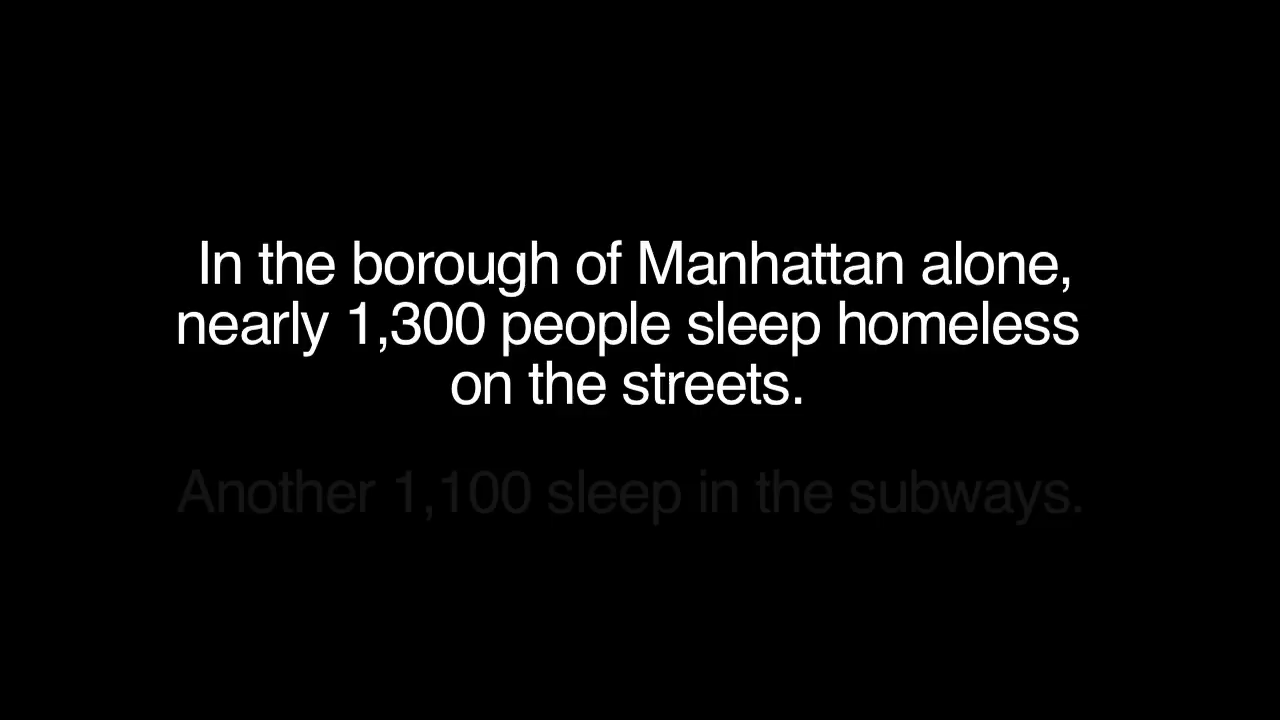 In the borough of Manhattan alone,
nearly 1,300 people sleep homeless
on the streets.
Another 1,100 sleep in the subways.